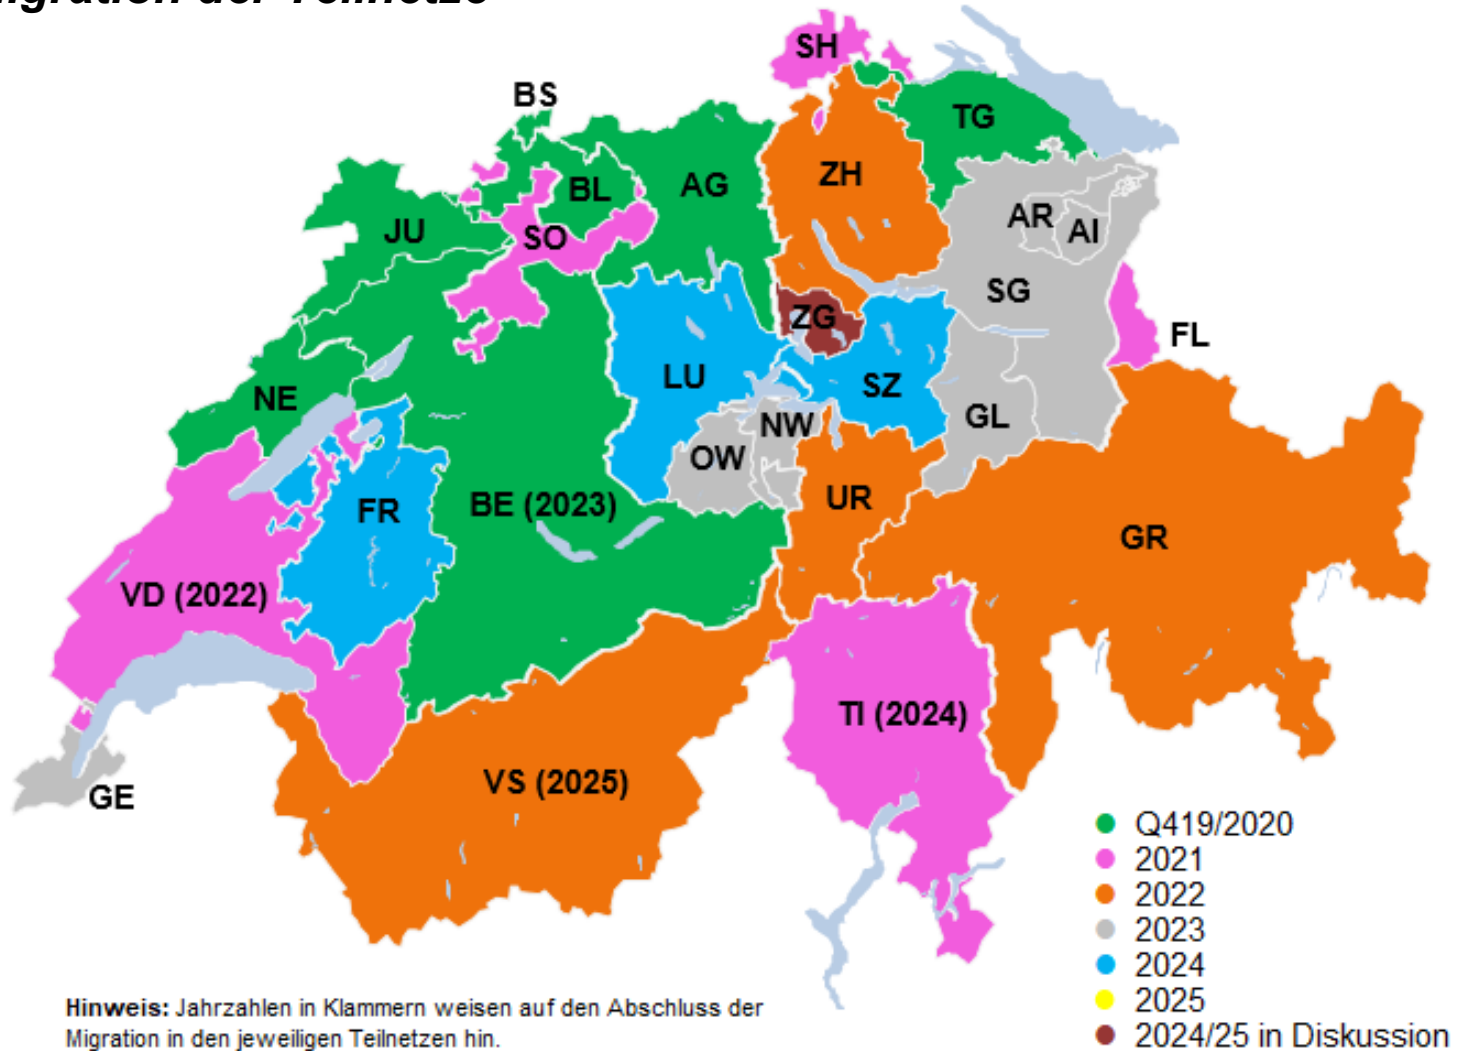 der Teilnetze
SH
BS
TG
BL
AG
ZH
JU
SO
AR
AI
SG
ZG
FL
LU
SZ
NE
GL
NW
OW
FR
BE (2023)
UR
GR
VD (2022)
TI (2024)
VS (2025)
GE
Q419/2020
2021
2022
2023
2024
2025
2024/25 in Diskussion
Hinweis: Jahrzahlen in Klammern weisen auf den Abschluss der
Migration in den jeweiligen Teilnetzen hin.